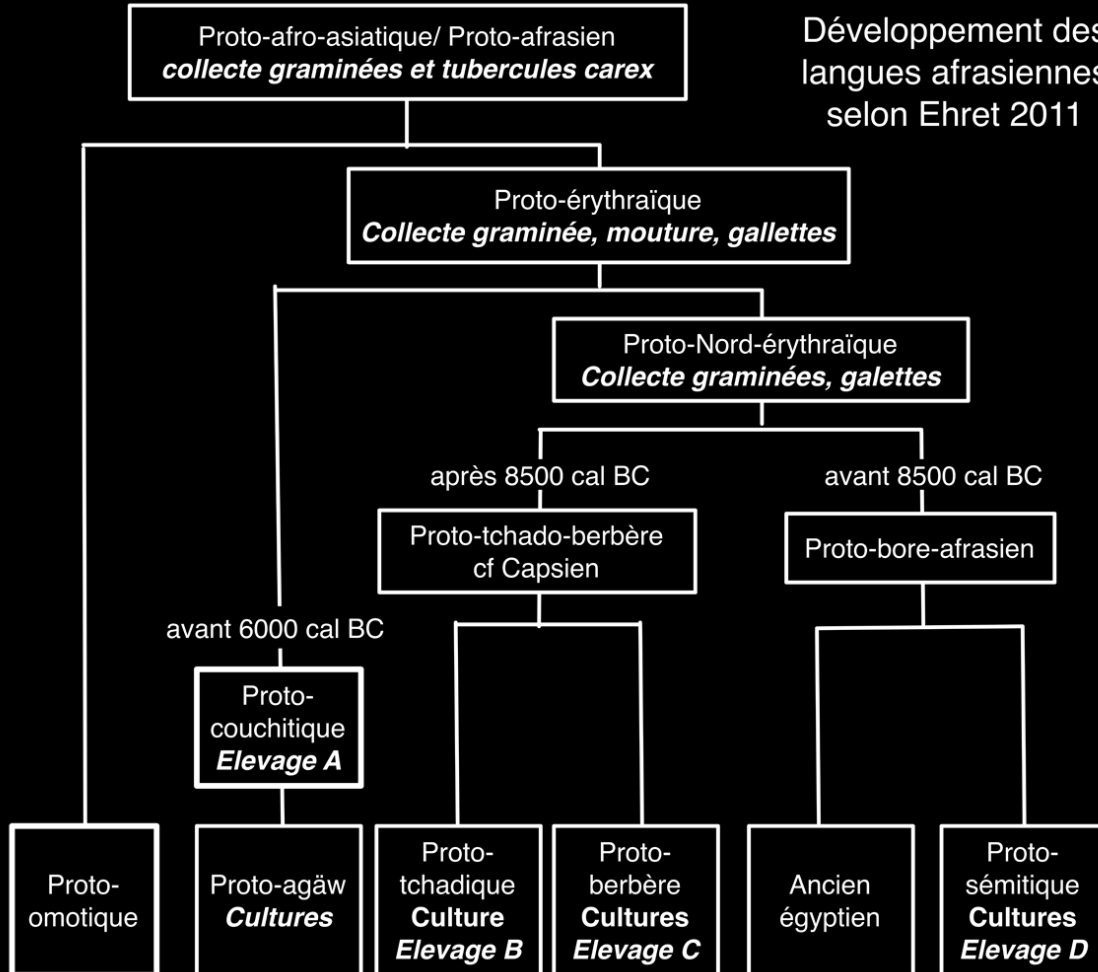 Proto-afro-asiatique/ Proto-afrasien
collecte graminées et tubercules carex
Développement des
langues afrasiennes
selon Ehret 2011
Proto-érythraïque
Collecte graminée, mouture, gallettes
Proto-Nord-érythraïque
Collecte graminées, galettes
après 8500 cal BC
avant 8500 cal BC
Proto-tchado-berbère
cf Capsien
Proto-bore-afrasien
avant 6000 cal BC
Proto-
couchitique
Elevage A
Proto-
omotique
Proto-agäw
Cultures
Proto-
tchadique
Culture
Elevage B
Proto-
berbère
Cultures
Elevage C
Ancien
égyptien
Proto-
sémitique
Cultures
Elevage D